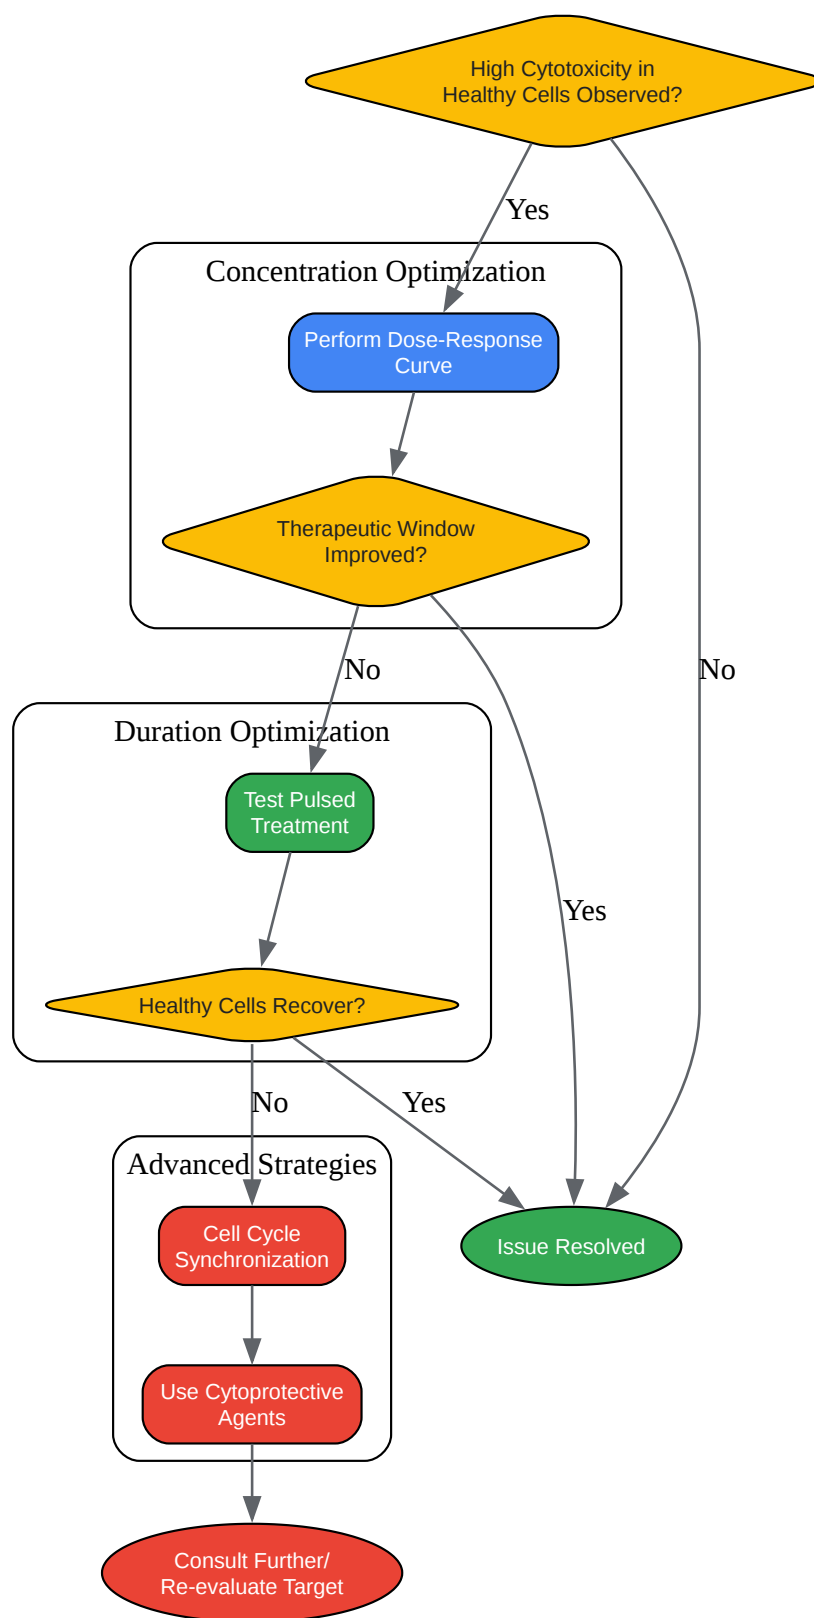 High Cytotoxicity in
Healthy Cells Observed?
Yes
Concentration Optimization
Perform Dose-Response
Curve
Therapeutic Window
Improved?
No
No
Duration Optimization
Test Pulsed
Treatment
Yes
Healthy Cells Recover?
No
Yes
Advanced Strategies
Cell Cycle
Synchronization
Issue Resolved
Use Cytoprotective
Agents
Consult Further/
Re-evaluate Target